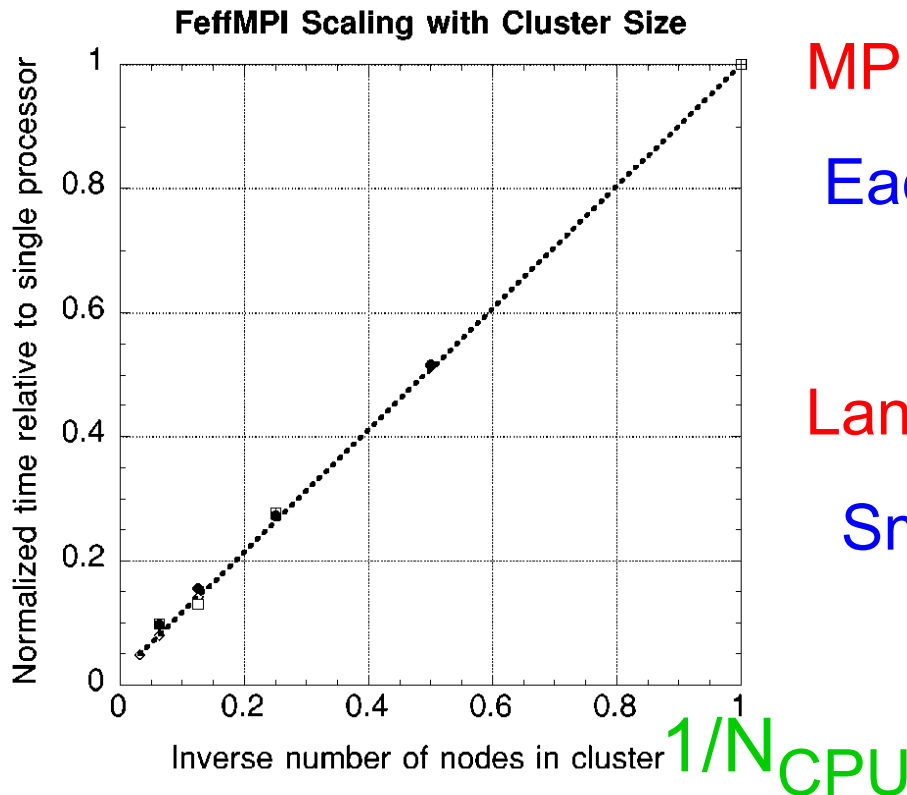 FeffMPI Scaling with Cluster Size
Normalized time relative to single processor
1
0.8
0.6
0.4
0.2
0
0 0.2 0.4 0.6 0.8 1
Inverse number of nodes in cluster 1/N CPU
MP
Lan